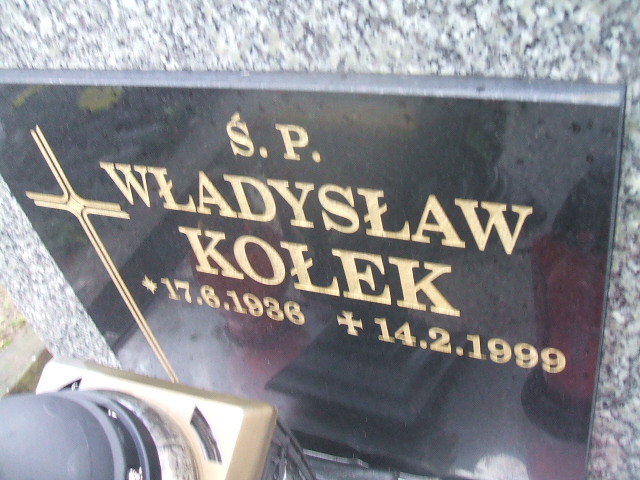 Ś. P.
WŁADYSŁAW
KOŁEK
*17.6.1936 ✝14.2.1999